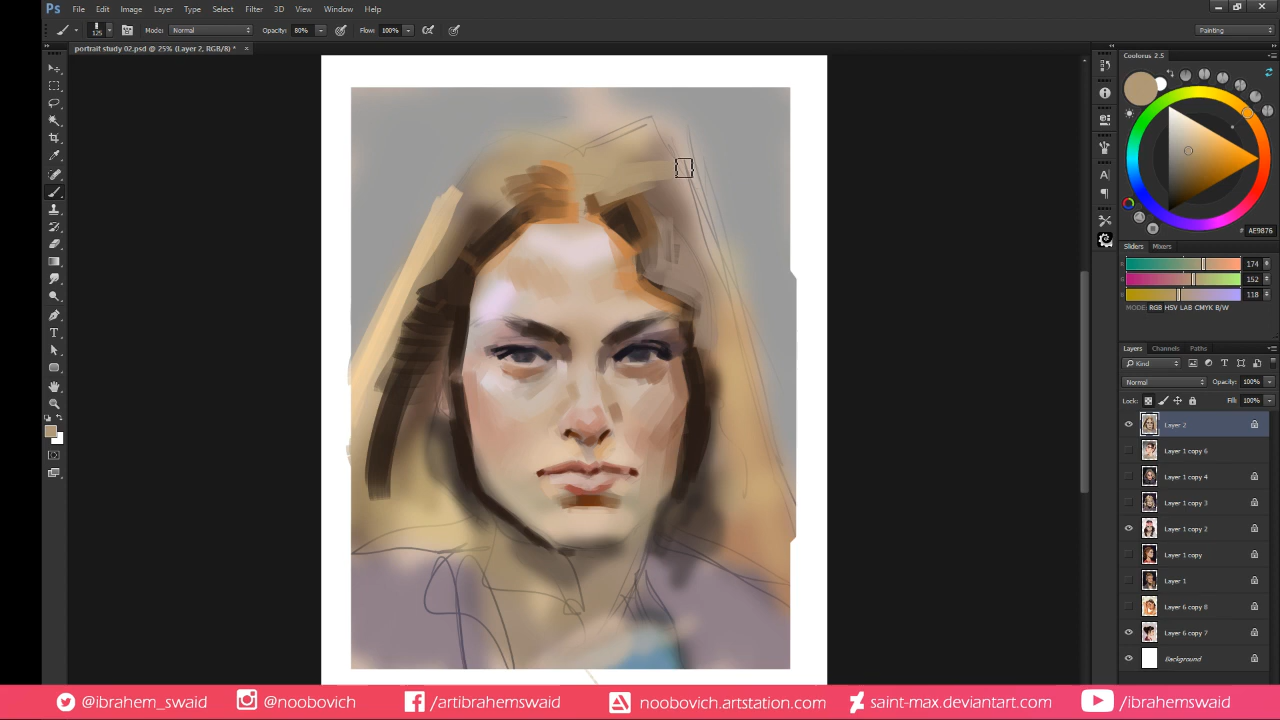 Ps File Edit Image Layer Type Select Filter 3D View Window Help
125 Mode: Normal Opacity: 80% Flow: 100% Painting
portrait study 02.psd @ 25% (Layer 2, RGB/8) * ×
Coolorus 2.5
# AE9876
Sliders Mixers
R 174
G 152
B 118
MODE: RGB HSV LAB CMYK B/W
Layers Channels Paths
Kind
Normal Opacity: 100%
Lock: Fill: 100%
Layer 2
Layer 1 copy 6
Layer 1 copy 4
Layer 1 copy 3
Layer 1 copy 2
Layer 1 copy
Layer 1
Layer 6 copy 8
Layer 6 copy 7
Background
@ibrahem_swaid @noobovich /artibrahemswaid noobovich.artstation.com saint-max.deviantart.com /ibrahemswaid